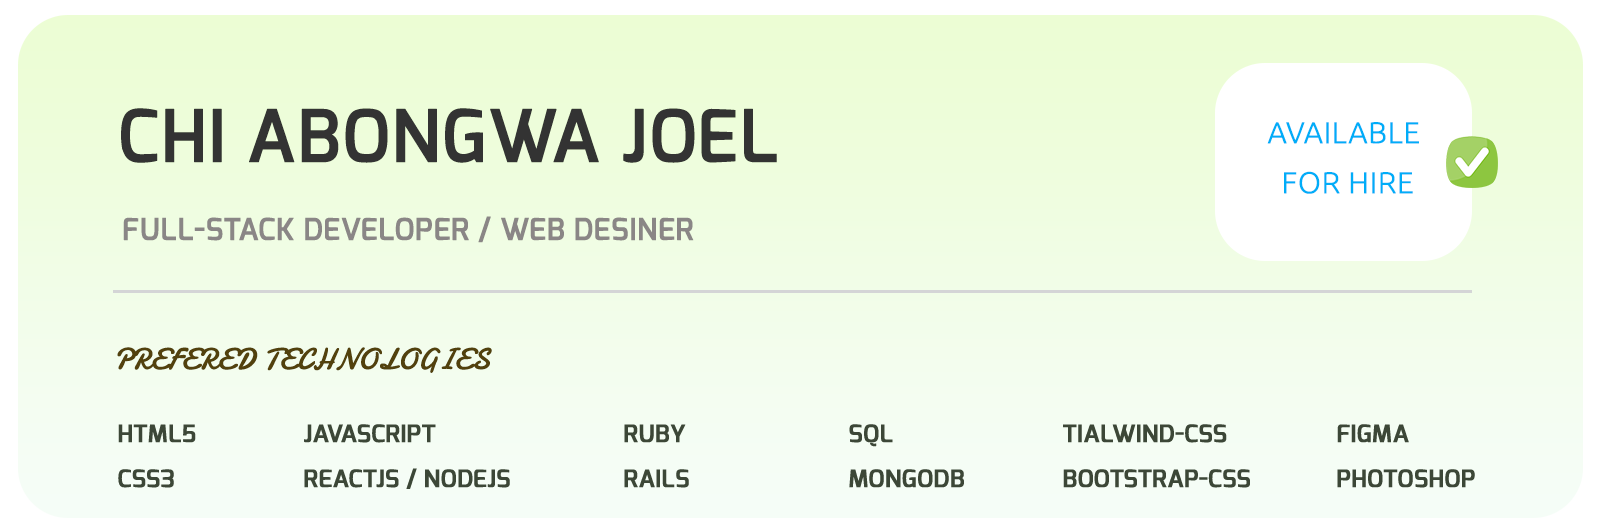 CHI ABONGWA JOEL
FULL-STACK DEVELOPER / WEB DESINER
AVAILABLE
FOR HIRE
PREFERED TECHNOLOGIES
HTML5 JAVASCRIPT RUBY SQL TIALWIND-CSS FIGMA
CSS3 REACTJS / NODEJS RAILS MONGODB BOOTSTRAP-CSS PHOTOSHOP